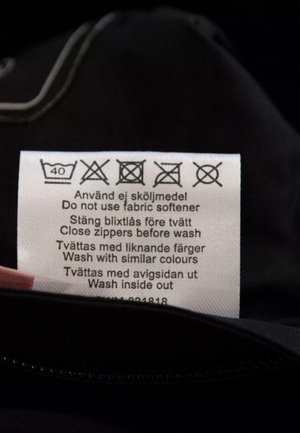 40
Använd ej sköljmedel
Do not use fabric softener
Stäng blixtlås före tvätt
Close zippers before wash
Tvättas med liknande färger
Wash with similar colours
Tvättas med avigsidan ut
Wash inside out